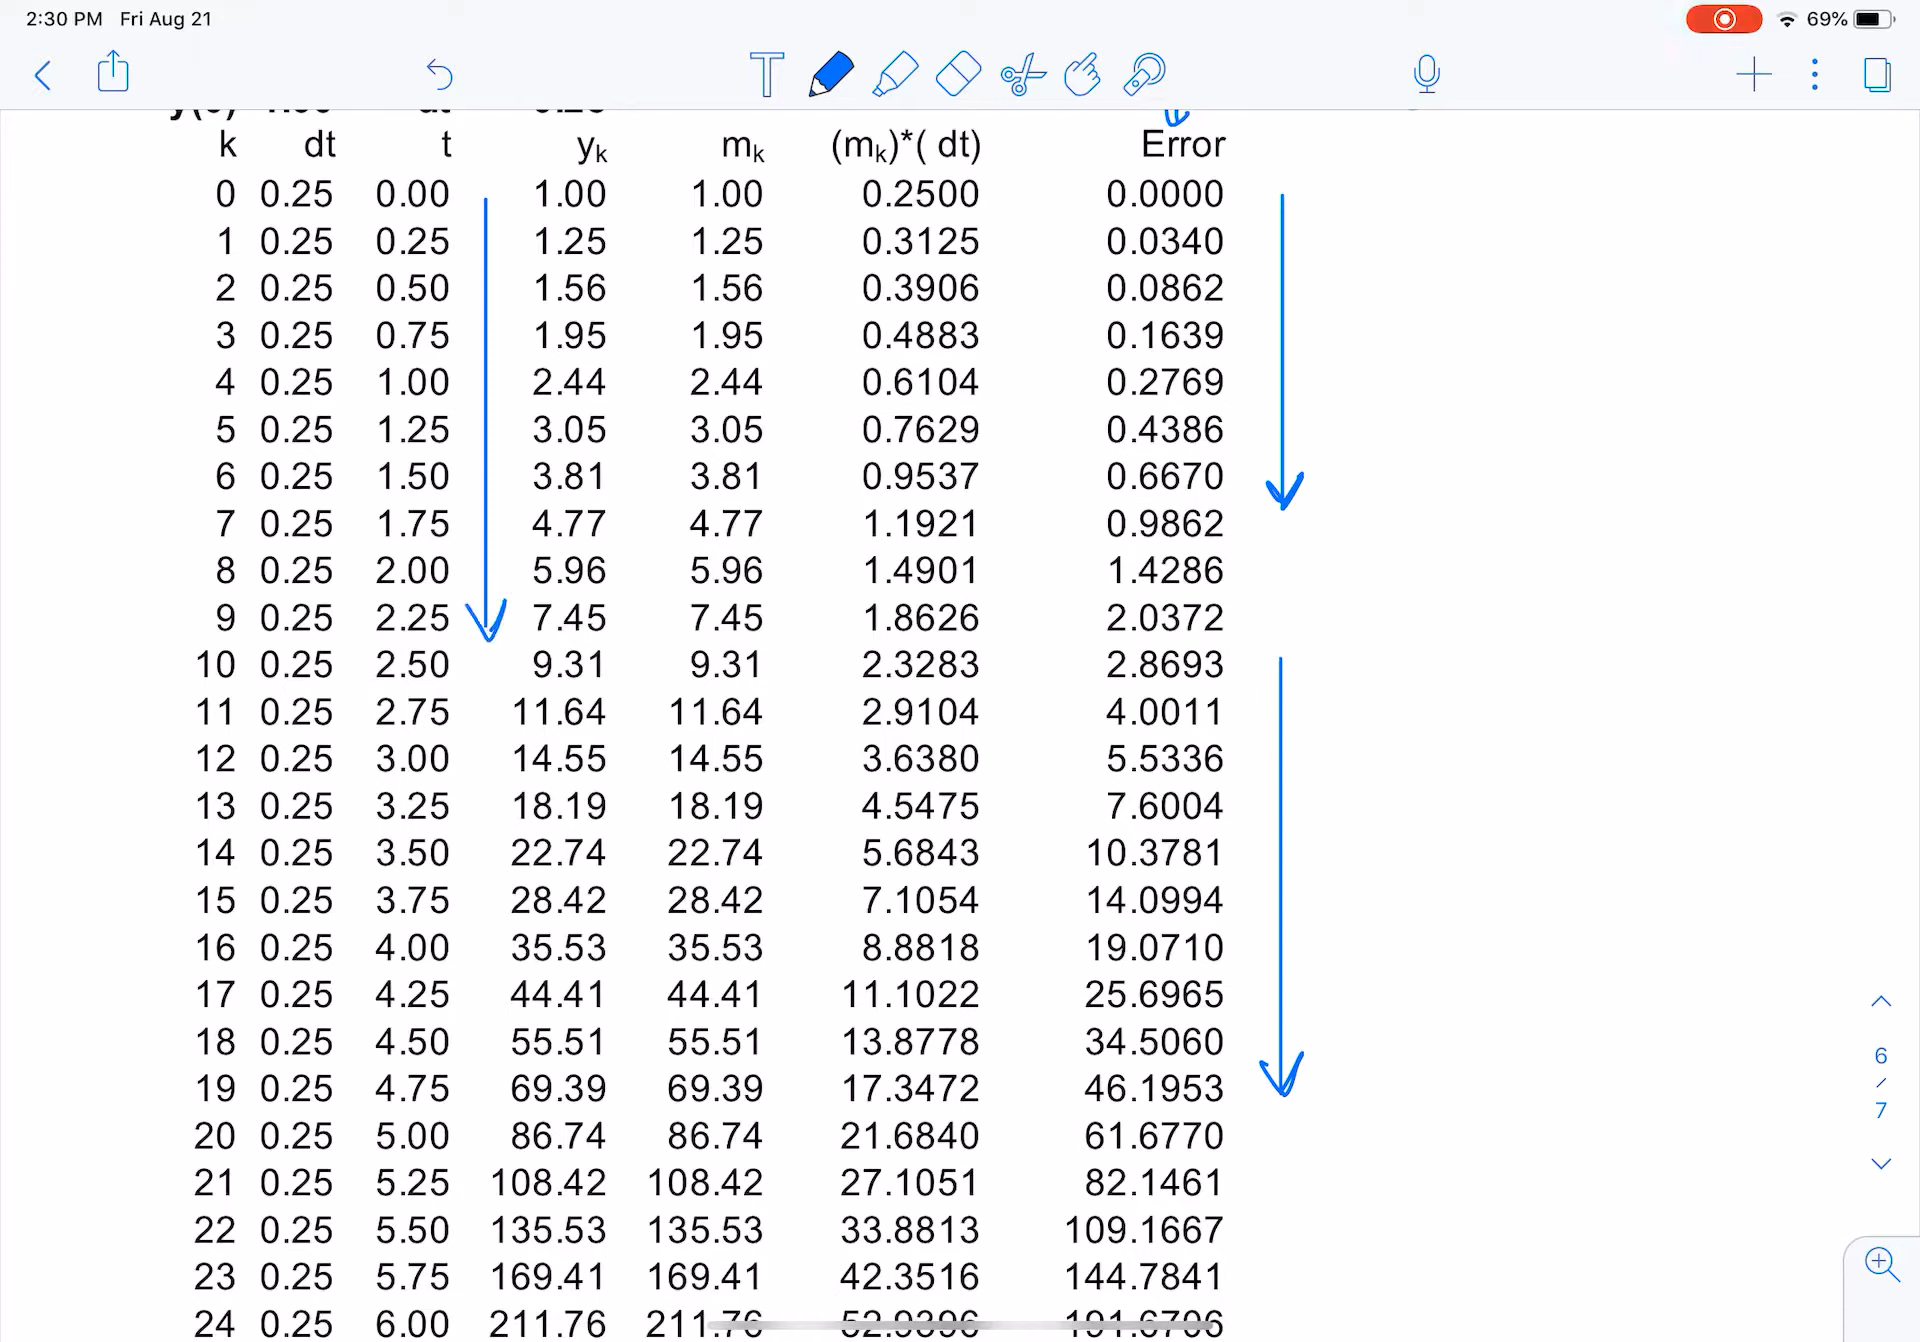 2:30 PM Fri Aug 21 69%
k dt t yk mk (mk)*( dt) Error
0 0.25 0.00 1.00 1.00 0.2500 0.0000
1 0.25 0.25 1.25 1.25 0.3125 0.0340
2 0.25 0.50 1.56 1.56 0.3906 0.0862
3 0.25 0.75 1.95 1.95 0.4883 0.1639
4 0.25 1.00 2.44 2.44 0.6104 0.2769
5 0.25 1.25 3.05 3.05 0.7629 0.4386
6 0.25 1.50 3.81 3.81 0.9537 0.6670
7 0.25 1.75 4.77 4.77 1.1921 0.9862
8 0.25 2.00 5.96 5.96 1.4901 1.4286
9 0.25 2.25 7.45 7.45 1.8626 2.0372
10 0.25 2.50 9.31 9.31 2.3283 2.8693
11 0.25 2.75 11.64 11.64 2.9104 4.0011
12 0.25 3.00 14.55 14.55 3.6380 5.5336
13 0.25 3.25 18.19 18.19 4.5475 7.6004
14 0.25 3.50 22.74 22.74 5.6843 10.3781
15 0.25 3.75 28.42 28.42 7.1054 14.0994
16 0.25 4.00 35.53 35.53 8.8818 19.0710
17 0.25 4.25 44.41 44.41 11.1022 25.6965
18 0.25 4.50 55.51 55.51 13.8778 34.5060
19 0.25 4.75 69.39 69.39 17.3472 46.1953
20 0.25 5.00 86.74 86.74 21.6840 61.6770
21 0.25 5.25 108.42 108.42 27.1051 82.1461
22 0.25 5.50 135.53 135.53 33.8813 109.1667
23 0.25 5.75 169.41 169.41 42.3516 144.7841
24 0.25 6.00 211.76 211.76
6
/
7